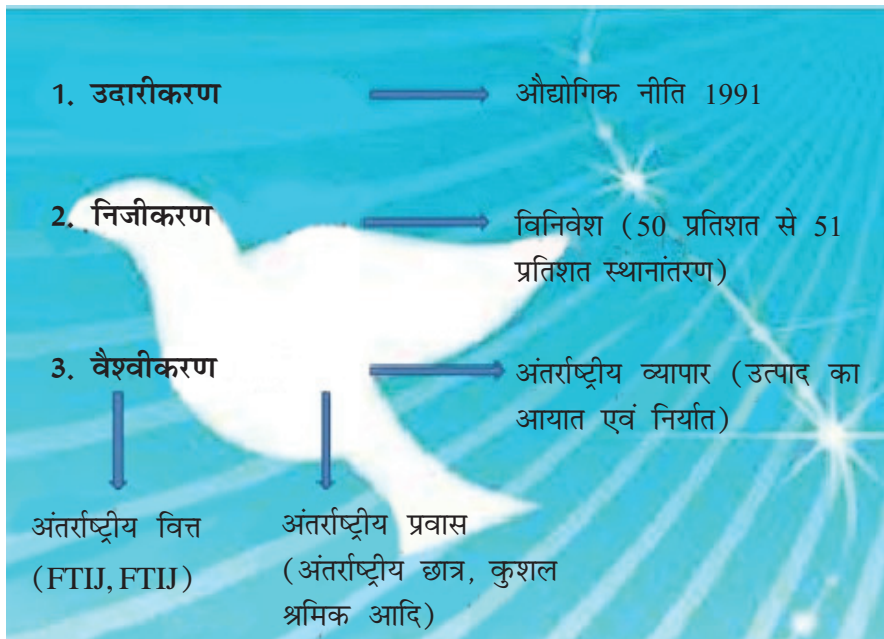 1. उदारीकरण औद्योगिक नीति 1991
2. निजीकरण विनिवेश (50 प्रतिशत से 51
प्रतिशत स्थानांतरण)
3. वैश्वीकरण अंतर्राष्ट्रीय व्यापार (उत्पाद का
आयात एवं निर्यात)
अंतर्राष्ट्रीय वित्त
(FTIJ, FTIJ)
अंतर्राष्ट्रीय प्रवास
(अंतर्राष्ट्रीय छात्र, कुशल
श्रमिक आदि)